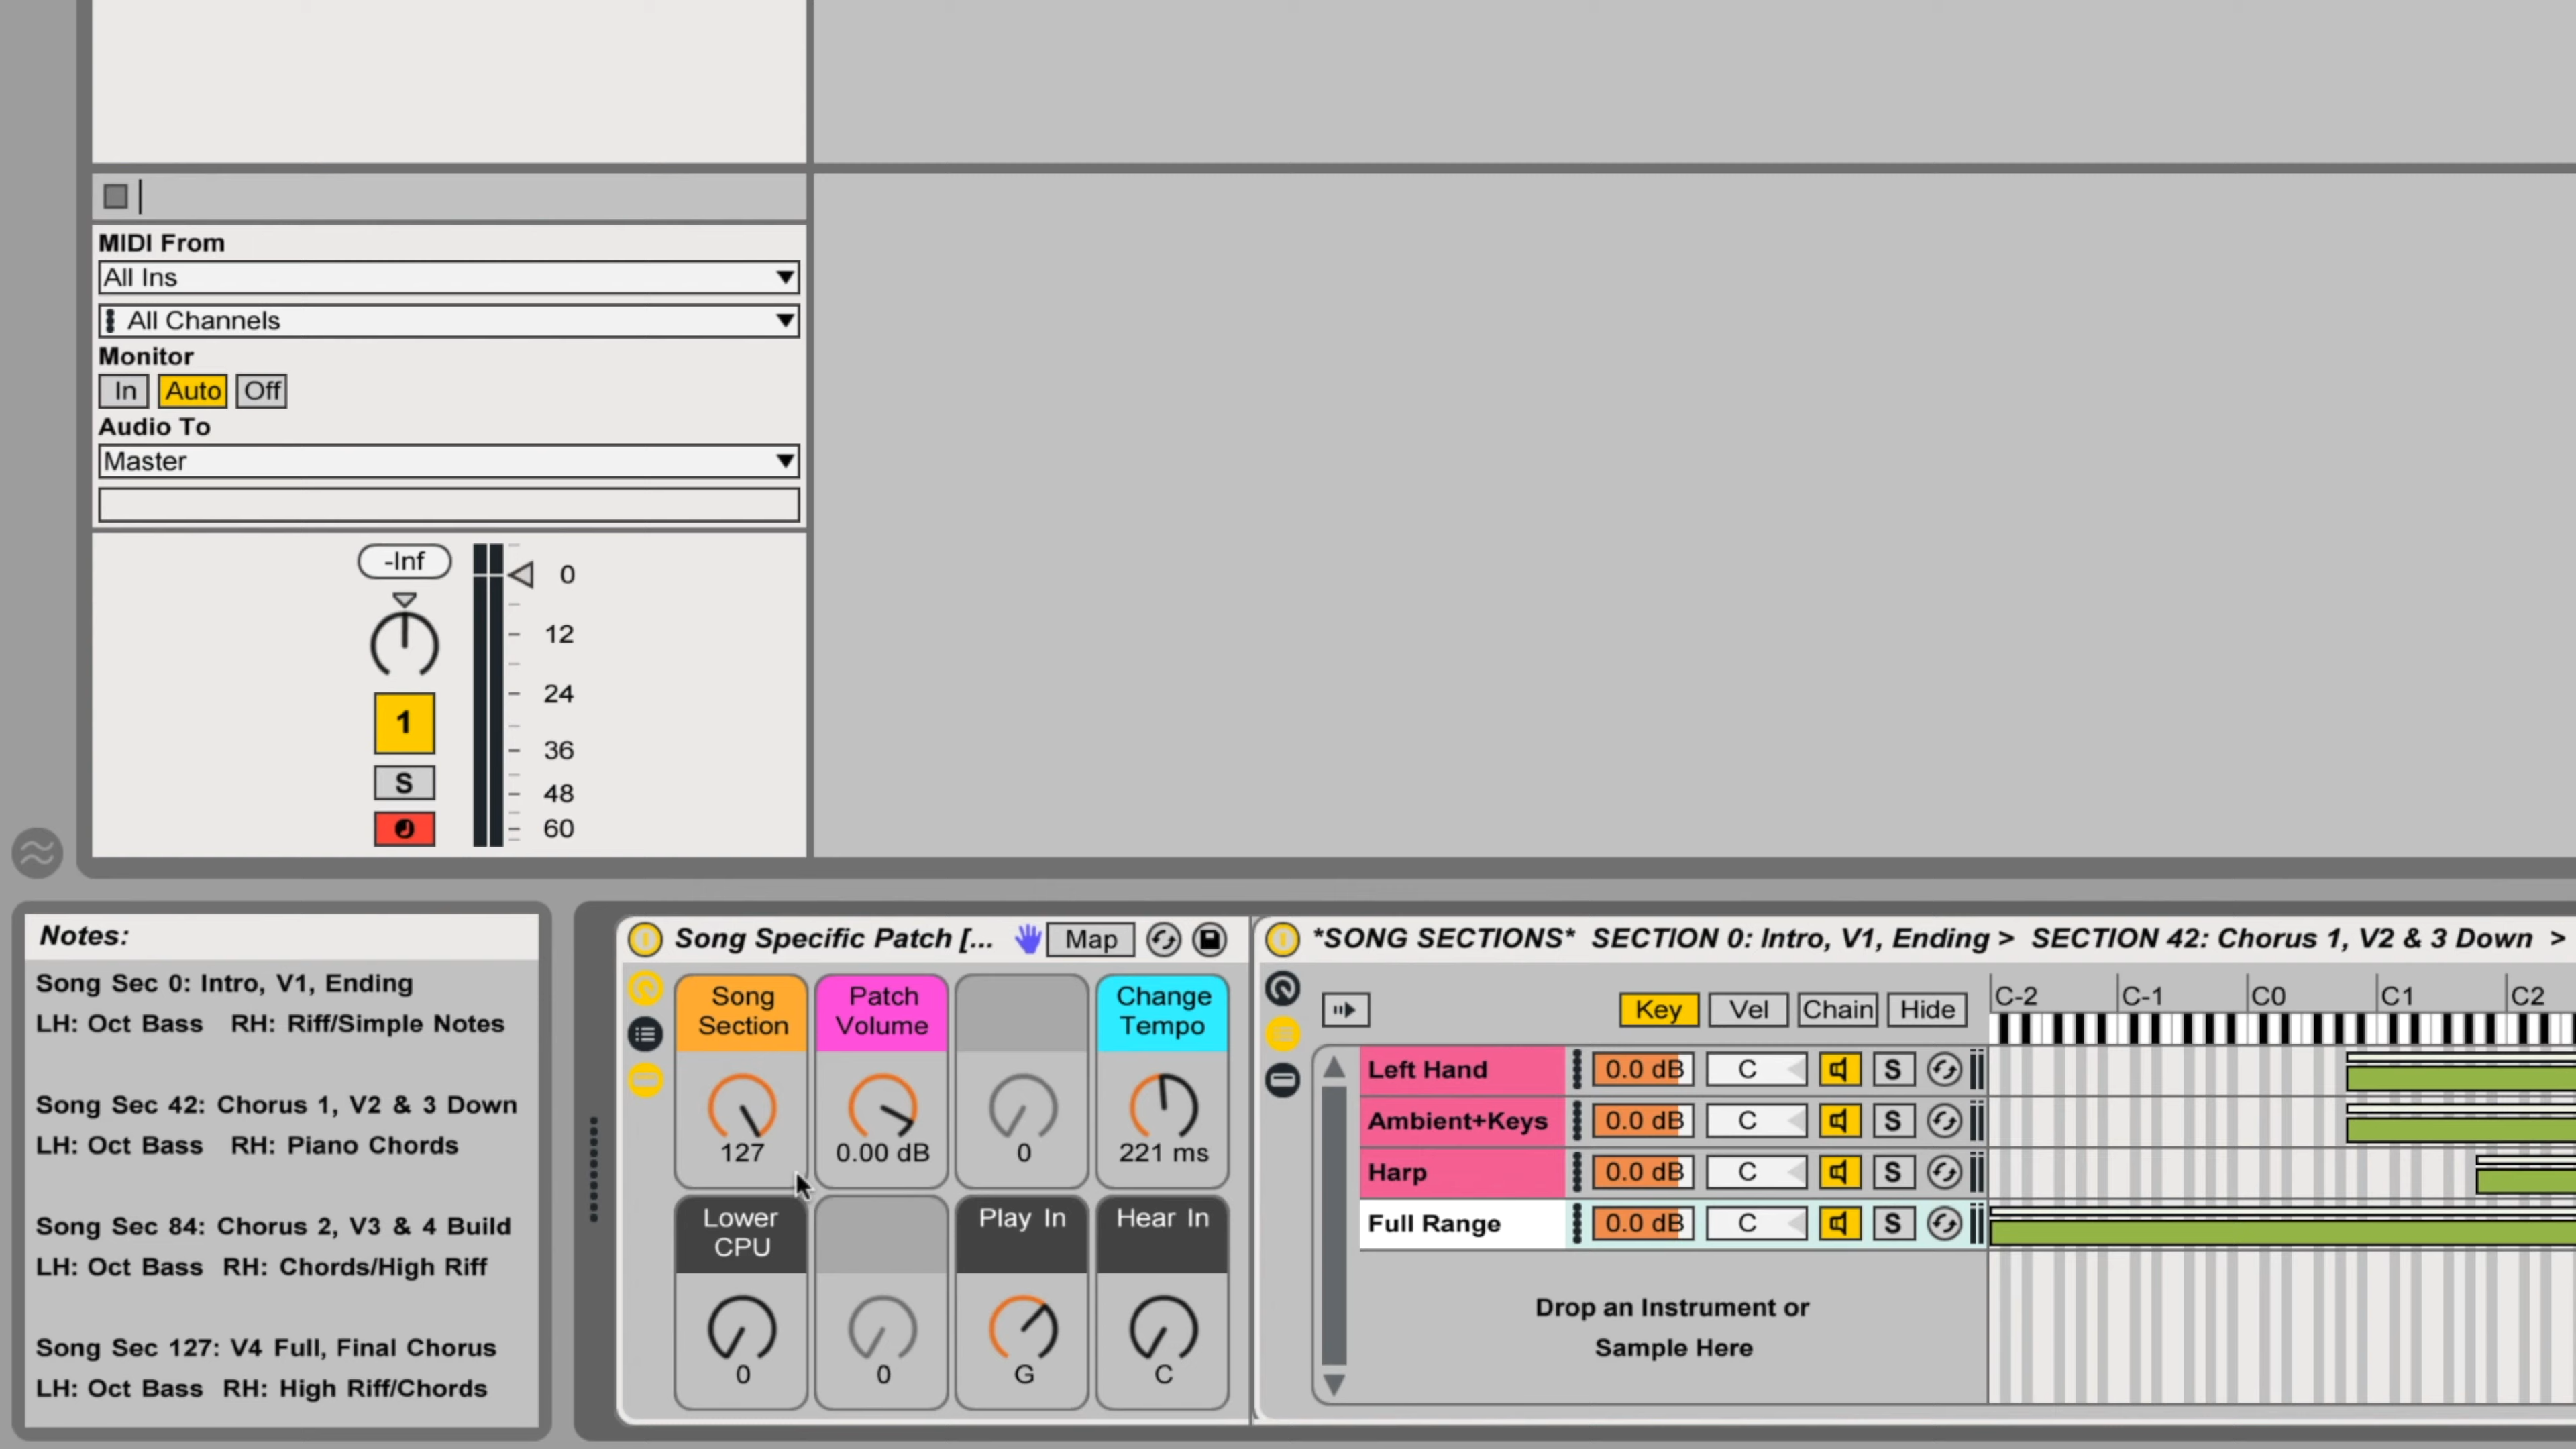 MIDI From
All Ins
All Channels
Monitor
In Auto Off
Audio To
Master
-Inf
0
12
24
1
36
S
48
60
Notes:
Song Sec 0: Intro, V1, Ending
LH: Oct Bass RH: Riff/Simple Notes
Song Sec 42: Chorus 1, V2 & 3 Down
LH: Oct Bass RH: Piano Chords
Song Sec 84: Chorus 2, V3 & 4 Build
LH: Oct Bass RH: Chords/High Riff
Song Sec 127: V4 Full, Final Chorus
LH: Oct Bass RH: High Riff/Chords
Song Specific Patch [... Map
Song Section
127
Patch Volume
0.00 dB
0
Change Tempo
221 ms
Lower CPU
0
0
Play In
G
Hear In
C
*SONG SECTIONS* SECTION 0: Intro, V1, Ending > SECTION 42: Chorus 1, V2 & 3 Down >
Key Vel Chain Hide
C-2 C-1 C0 C1 C2
Left Hand 0.0 dB C S
Ambient+Keys 0.0 dB C S
Harp 0.0 dB C S
Full Range 0.0 dB C S
Drop an Instrument or
Sample Here